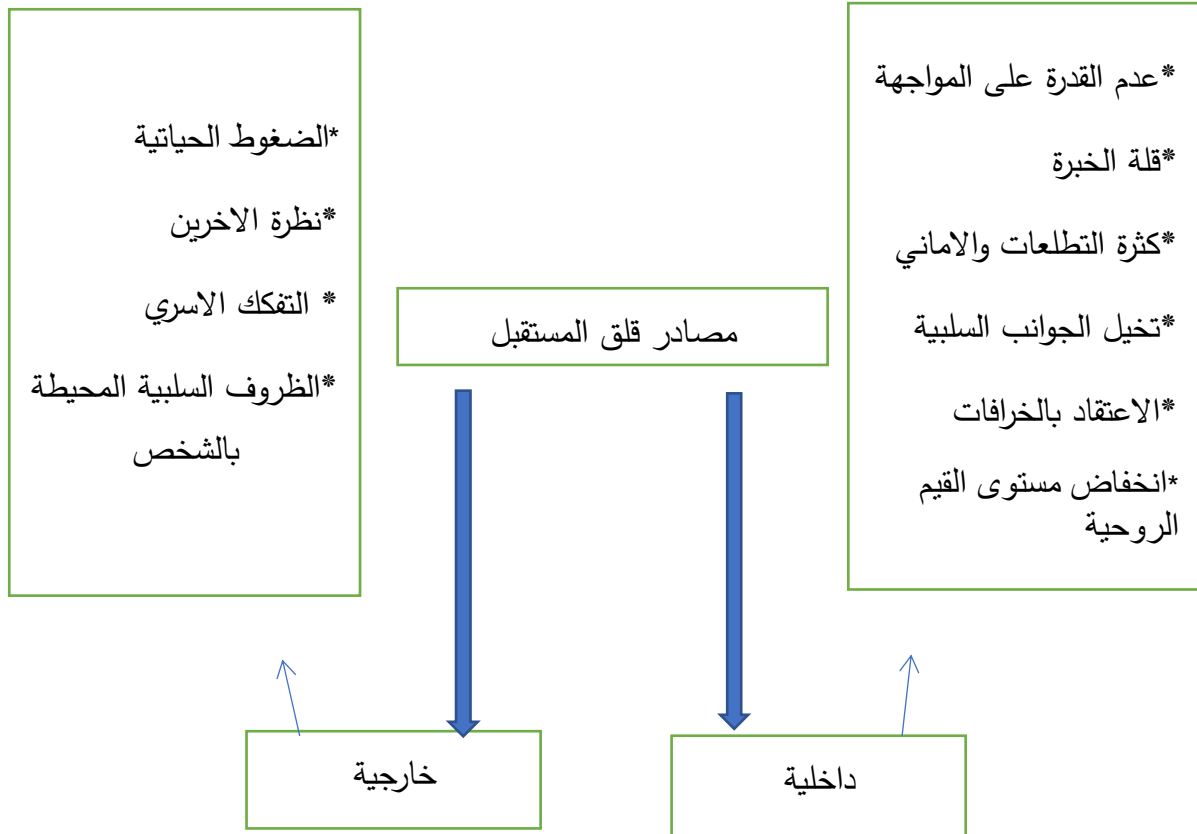 مصادر قلق المستقبل
داخلية
*عدم القدرة على المواجهة
*قلة الخبرة
*كثرة التطلعات والاماني
*تخيل الجوانب السلبية
*الاعتقاد بالخرافات
*انخفاض مستوى القيم
الروحية
خارجية
*الضغوط الحياتية
*نظرة الاخرين
* التفكك الاسري
*الظروف السلبية المحيطة
بالشخص